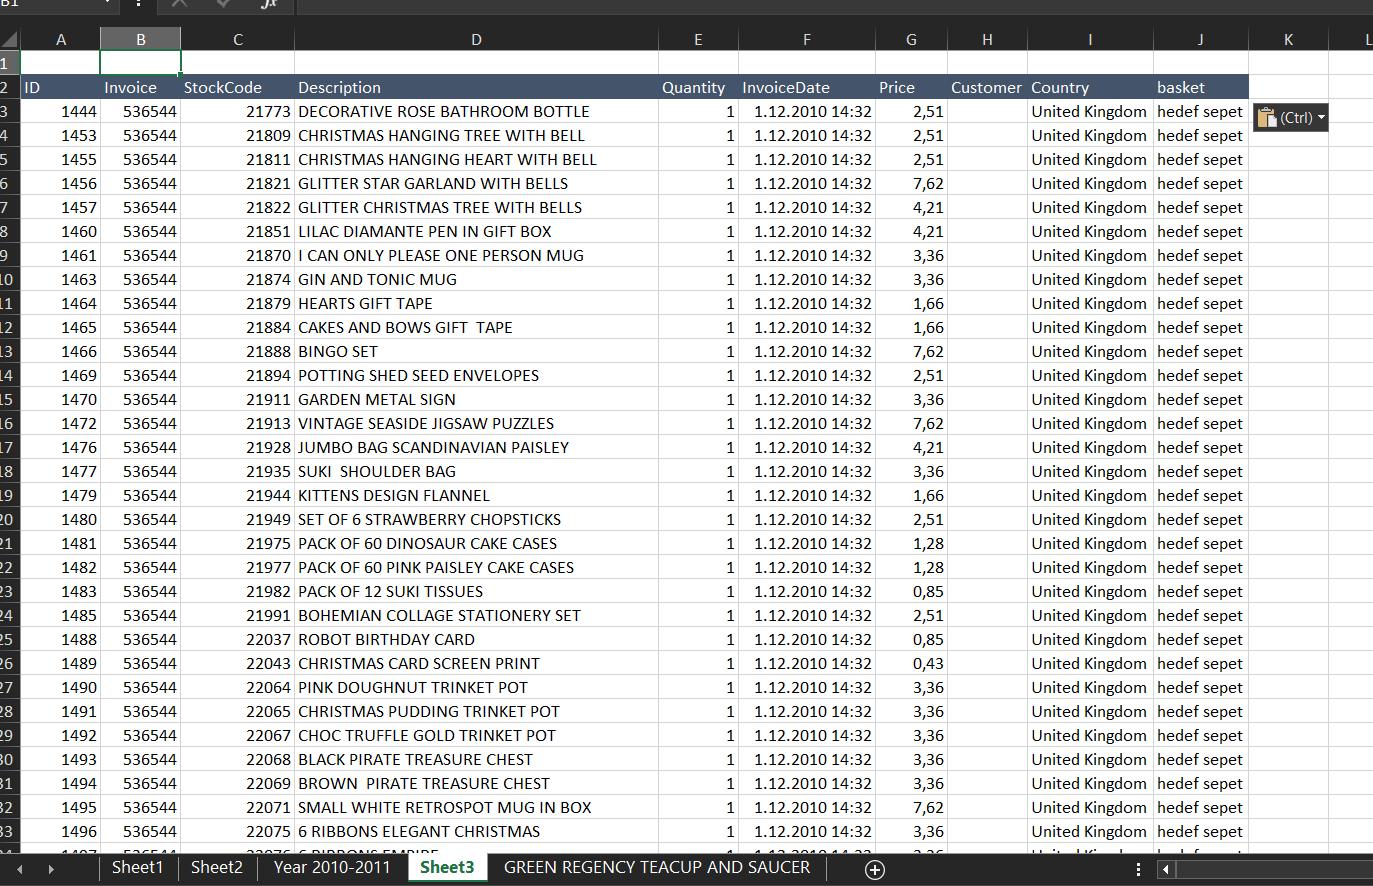 B1 fx
A B C D E F G H I J K L
1
2 ID Invoice StockCode Description Quantity InvoiceDate Price Customer Country basket
3 1444 536544 21773 DECORATIVE ROSE BATHROOM BOTTLE 1 1.12.2010 14:32 2,51 United Kingdom hedef sepet (Ctrl)
4 1453 536544 21809 CHRISTMAS HANGING TREE WITH BELL 1 1.12.2010 14:32 2,51 United Kingdom hedef sepet
5 1455 536544 21811 CHRISTMAS HANGING HEART WITH BELL 1 1.12.2010 14:32 2,51 United Kingdom hedef sepet
6 1456 536544 21821 GLITTER STAR GARLAND WITH BELLS 1 1.12.2010 14:32 7,62 United Kingdom hedef sepet
7 1457 536544 21822 GLITTER CHRISTMAS TREE WITH BELLS 1 1.12.2010 14:32 4,21 United Kingdom hedef sepet
8 1460 536544 21851 LILAC DIAMANTE PEN IN GIFT BOX 1 1.12.2010 14:32 4,21 United Kingdom hedef sepet
9 1461 536544 21870 I CAN ONLY PLEASE ONE PERSON MUG 1 1.12.2010 14:32 3,36 United Kingdom hedef sepet
10 1463 536544 21874 GIN AND TONIC MUG 1 1.12.2010 14:32 3,36 United Kingdom hedef sepet
11 1464 536544 21879 HEARTS GIFT TAPE 1 1.12.2010 14:32 1,66 United Kingdom hedef sepet
12 1465 536544 21884 CAKES AND BOWS GIFT  TAPE 1 1.12.2010 14:32 1,66 United Kingdom hedef sepet
13 1466 536544 21888 BINGO SET 1 1.12.2010 14:32 7,62 United Kingdom hedef sepet
14 1469 536544 21894 POTTING SHED SEED ENVELOPES 1 1.12.2010 14:32 2,51 United Kingdom hedef sepet
15 1470 536544 21911 GARDEN METAL SIGN 1 1.12.2010 14:32 3,36 United Kingdom hedef sepet
16 1472 536544 21913 VINTAGE SEASIDE JIGSAW PUZZLES 1 1.12.2010 14:32 7,62 United Kingdom hedef sepet
17 1476 536544 21928 JUMBO BAG SCANDINAVIAN PAISLEY 1 1.12.2010 14:32 4,21 United Kingdom hedef sepet
18 1477 536544 21935 SUKI  SHOULDER BAG 1 1.12.2010 14:32 3,36 United Kingdom hedef sepet
19 1479 536544 21944 KITTENS DESIGN FLANNEL 1 1.12.2010 14:32 1,66 United Kingdom hedef sepet
20 1480 536544 21949 SET OF 6 STRAWBERRY CHOPSTICKS 1 1.12.2010 14:32 2,51 United Kingdom hedef sepet
21 1481 536544 21975 PACK OF 60 DINOSAUR CAKE CASES 1 1.12.2010 14:32 1,28 United Kingdom hedef sepet
22 1482 536544 21977 PACK OF 60 PINK PAISLEY CAKE CASES 1 1.12.2010 14:32 1,28 United Kingdom hedef sepet
23 1483 536544 21982 PACK OF 12 SUKI TISSUES 1 1.12.2010 14:32 0,85 United Kingdom hedef sepet
24 1485 536544 21991 BOHEMIAN COLLAGE STATIONERY SET 1 1.12.2010 14:32 2,51 United Kingdom hedef sepet
25 1488 536544 22037 ROBOT BIRTHDAY CARD 1 1.12.2010 14:32 0,85 United Kingdom hedef sepet
26 1489 536544 22043 CHRISTMAS CARD SCREEN PRINT 1 1.12.2010 14:32 0,43 United Kingdom hedef sepet
27 1490 536544 22064 PINK DOUGHNUT TRINKET POT 1 1.12.2010 14:32 3,36 United Kingdom hedef sepet
28 1491 536544 22065 CHRISTMAS PUDDING TRINKET POT 1 1.12.2010 14:32 3,36 United Kingdom hedef sepet
29 1492 536544 22067 CHOC TRUFFLE GOLD TRINKET POT 1 1.12.2010 14:32 3,36 United Kingdom hedef sepet
30 1493 536544 22068 BLACK PIRATE TREASURE CHEST 1 1.12.2010 14:32 3,36 United Kingdom hedef sepet
31 1494 536544 22069 BROWN  PIRATE TREASURE CHEST 1 1.12.2010 14:32 3,36 United Kingdom hedef sepet
32 1495 536544 22071 SMALL WHITE RETROSPOT MUG IN BOX 1 1.12.2010 14:32 7,62 United Kingdom hedef sepet
33 1496 536544 22075 6 RIBBONS ELEGANT CHRISTMAS 1 1.12.2010 14:32 3,36 United Kingdom hedef sepet
Sheet1 Sheet2 Year 2010-2011 Sheet3 GREEN REGENCY TEACUP AND SAUCER